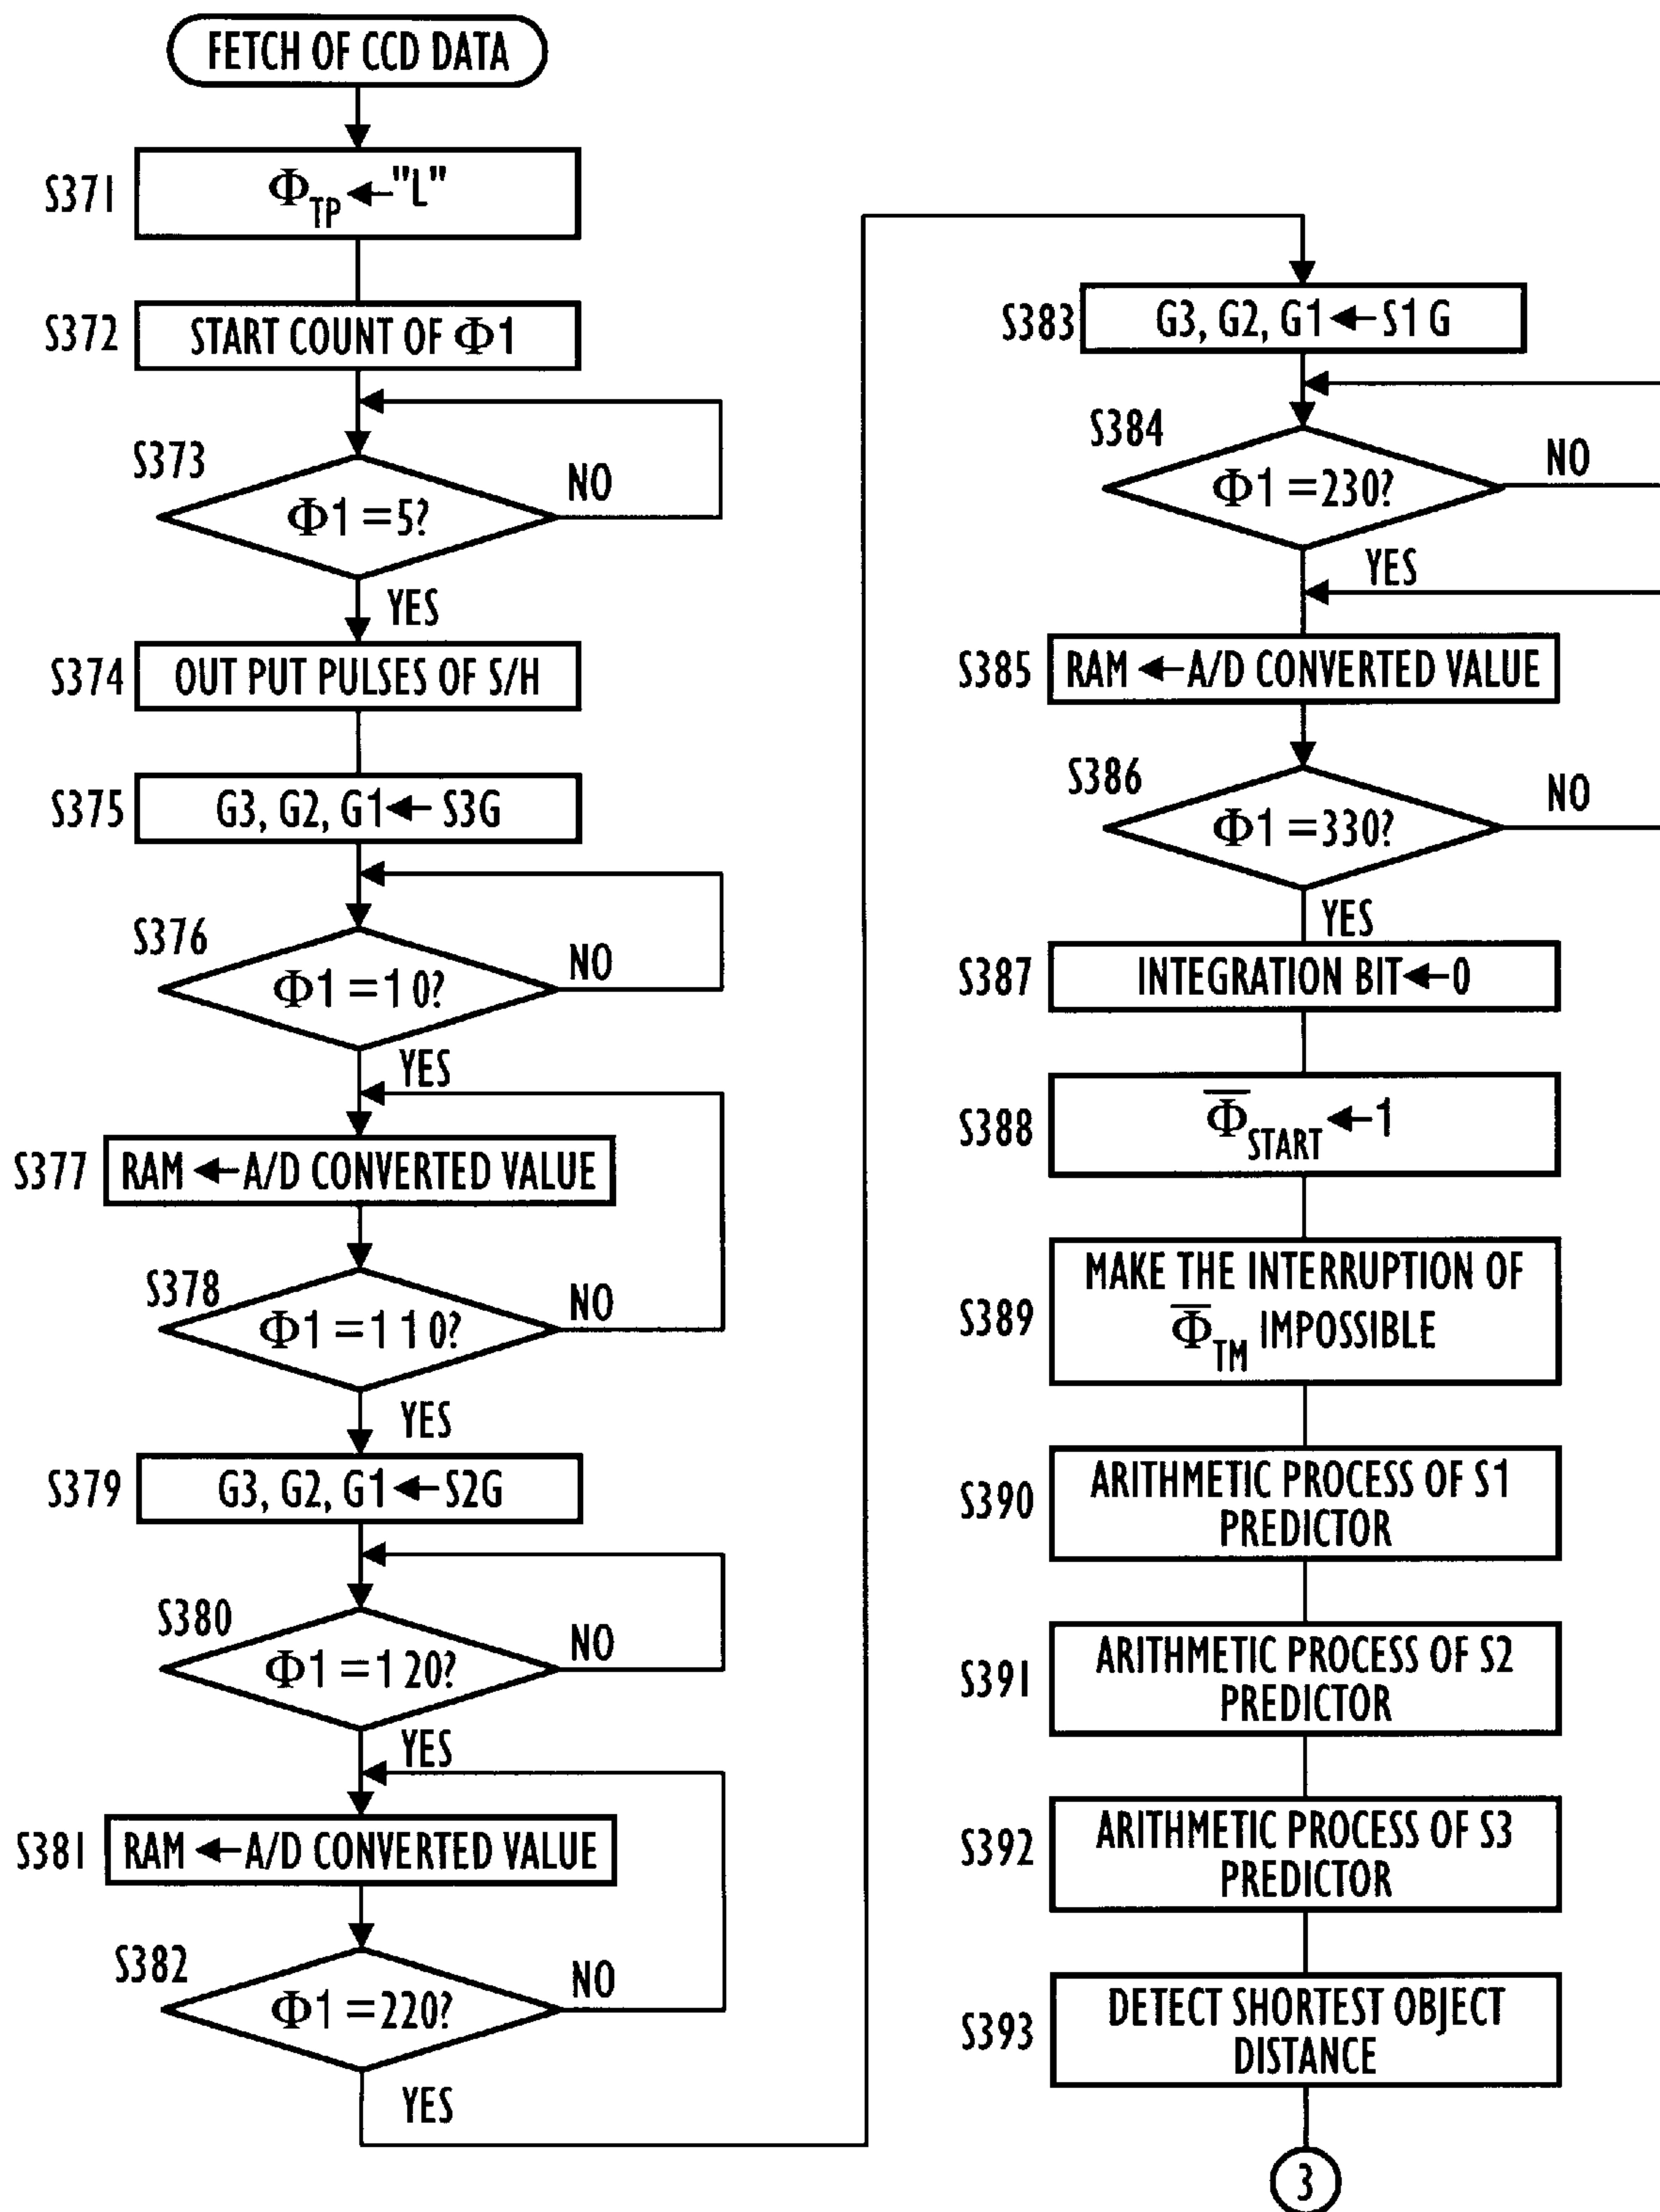 FETCH OF CCD DATA
S371
ΦTP ← "L"
S372
START COUNT OF Φ1
S373
Φ1 = 5?
NO
YES
S374
OUT PUT PULSES OF S/H
S375
G3, G2, G1 ← S3G
S376
Φ1 = 10?
NO
YES
S377
RAM ← A/D CONVERTED VALUE
S378
Φ1 = 110?
NO
YES
S379
G3, G2, G1 ← S2G
S380
Φ1 = 120?
NO
YES
S381
RAM ← A/D CONVERTED VALUE
S382
Φ1 = 220?
NO
YES
S383
G3, G2, G1 ← S1G
S384
Φ1 = 230?
NO
YES
S385
RAM ← A/D CONVERTED VALUE
S386
Φ1 = 330?
NO
YES
S387
INTEGRATION BIT ← 0
S388
Φ̅START ← 1
S389
MAKE THE INTERRUPTION OF
Φ̅TM IMPOSSIBLE
S390
ARITHMETIC PROCESS OF S1
PREDICTOR
S391
ARITHMETIC PROCESS OF S2
PREDICTOR
S392
ARITHMETIC PROCESS OF S3
PREDICTOR
S393
DETECT SHORTEST OBJECT
DISTANCE
3